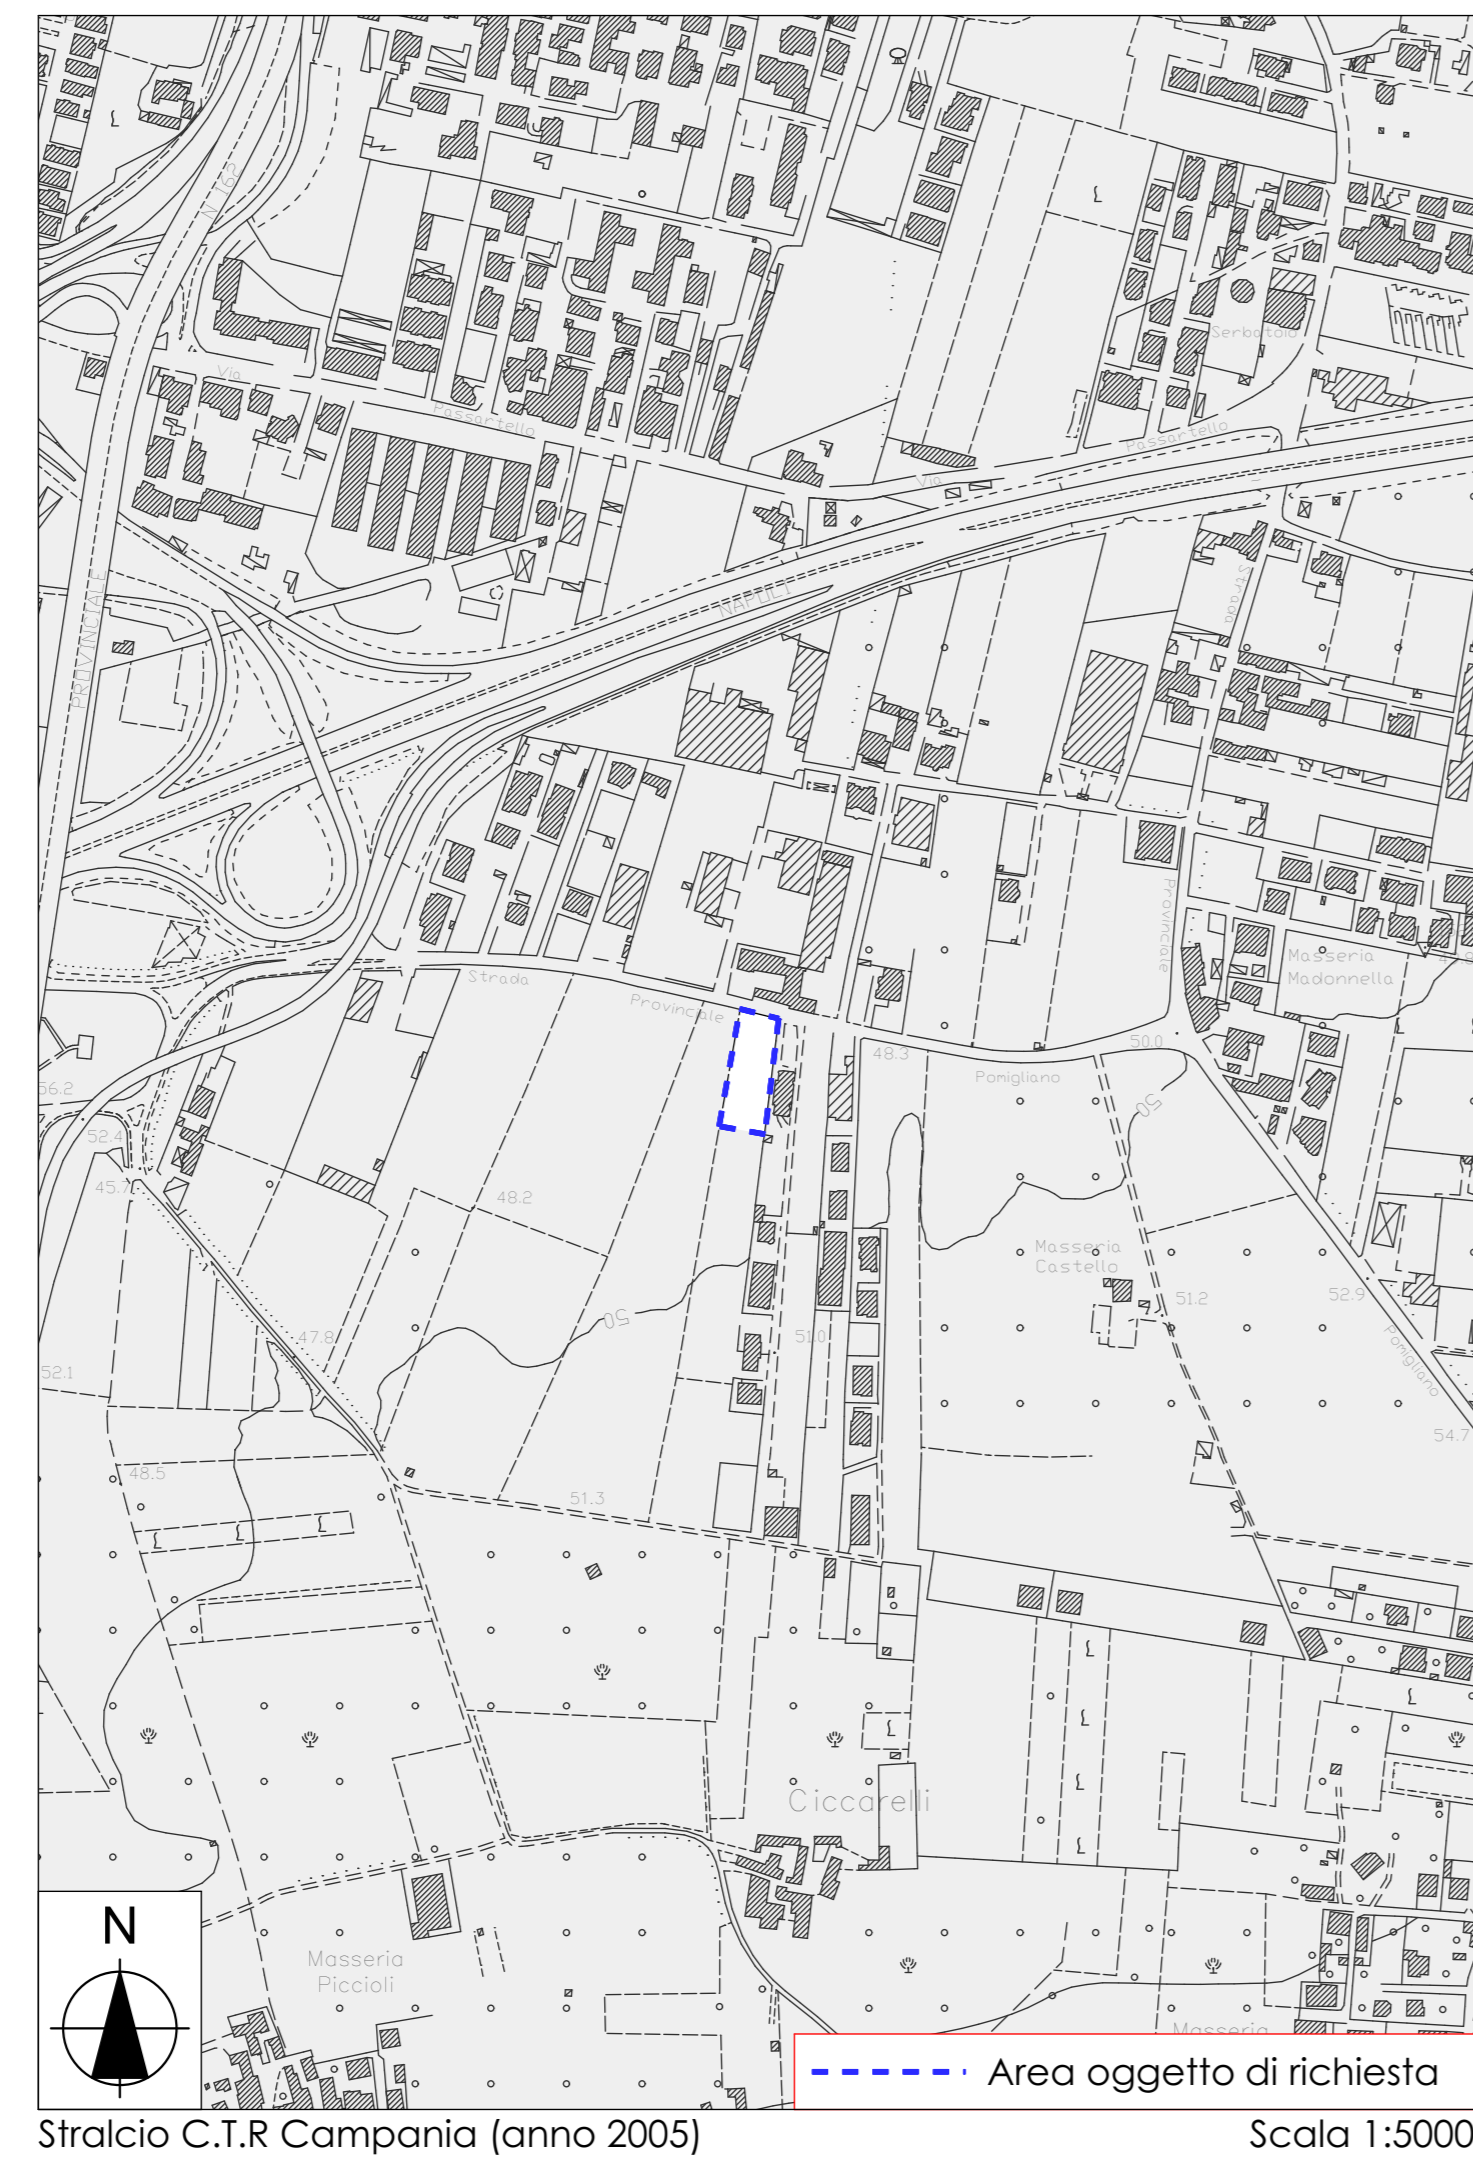 N 162
Serbatoio
Via
Passartello
Passartello
Via
NAPOLI
Strada
PROVINCIALE
Provinciale
Masseria
Madonnella
Strada
Provinciale
50.0
48.3
Pomigliano
56.2
50
52.4
45.7
48.2
Masseria
Castello
51.2
52.9
50
47.8
51.0
52.1
Pomigliano
54.7
48.5
51.3
Ciccarelli
N
Masseria
Piccioli
Masseria
Area oggetto di richiesta
Stralcio C.T.R Campania (anno 2005)
Scala 1:5000